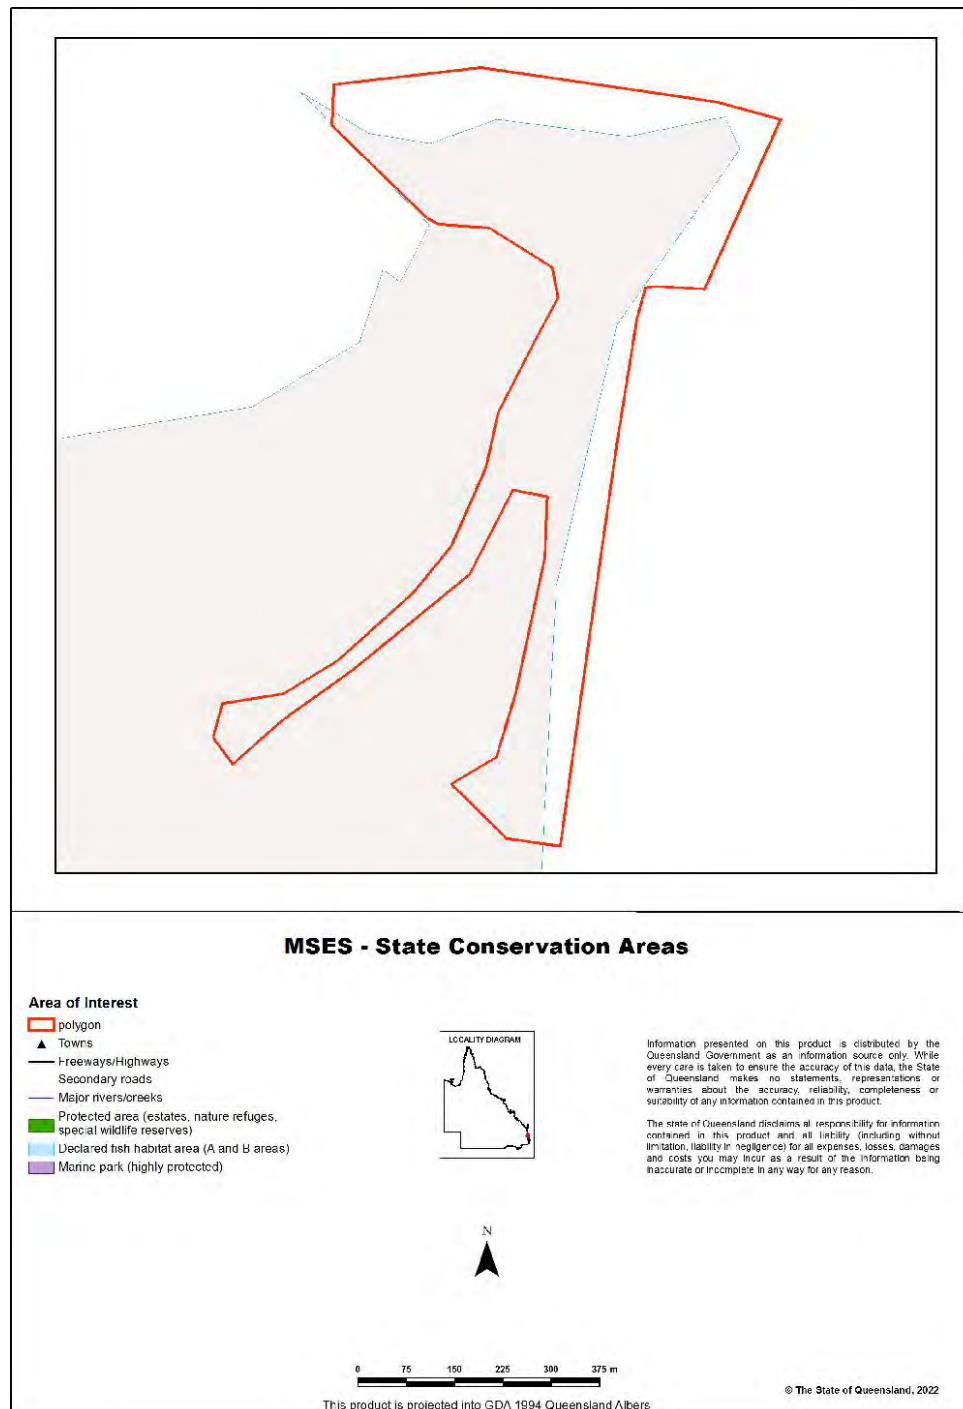 MSES - State Conservation Areas
Area of Interest
polygon
Towns
Freeways/Highways
Secondary roads
Major rivers/creeks
Protected area (estates, nature refuges,
special wildlife reserves)
Declared fish habitat area (A and B areas)
Marine park (highly protected)
LOCALITY DIAGRAM
Information presented on this product is distributed by the
Queensland Government as an information source only. While
every care is taken to ensure the accuracy of this data, the State
of Queensland makes no statements, representations or
warranties about the accuracy, reliability, completeness or
suitability of any information contained in this product.
The state of Queensland disclaims all responsibility for information
contained in this product and all liability (including without
limitation, liability in negligence) for all expenses, losses, damages
and costs you may incur as a result of the information being
inaccurate or incomplete in any way for any reason.
N
0 75 150 225 300 375 m
This product is projected into GDA 1994 Queensland Albers
© The State of Queensland, 2022